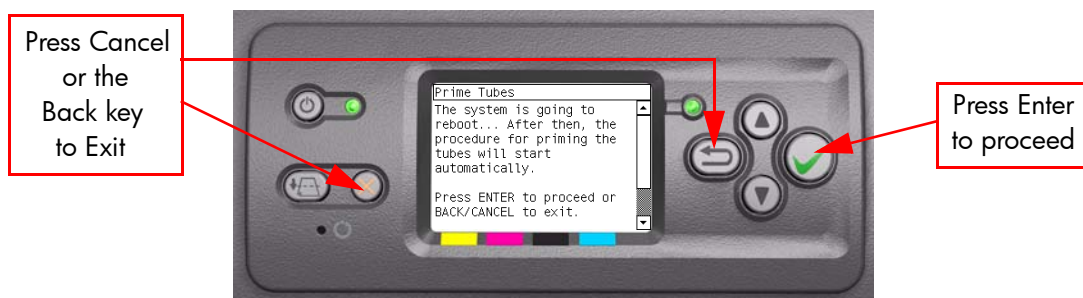 Press Cancel
or the
Back key
to Exit
Prime Tubes
The system is going to
reboot... After then, the
procedure for priming the
tubes will start
automatically.
Press ENTER to proceed or
BACK/CANCEL to exit.
Press Enter
to proceed